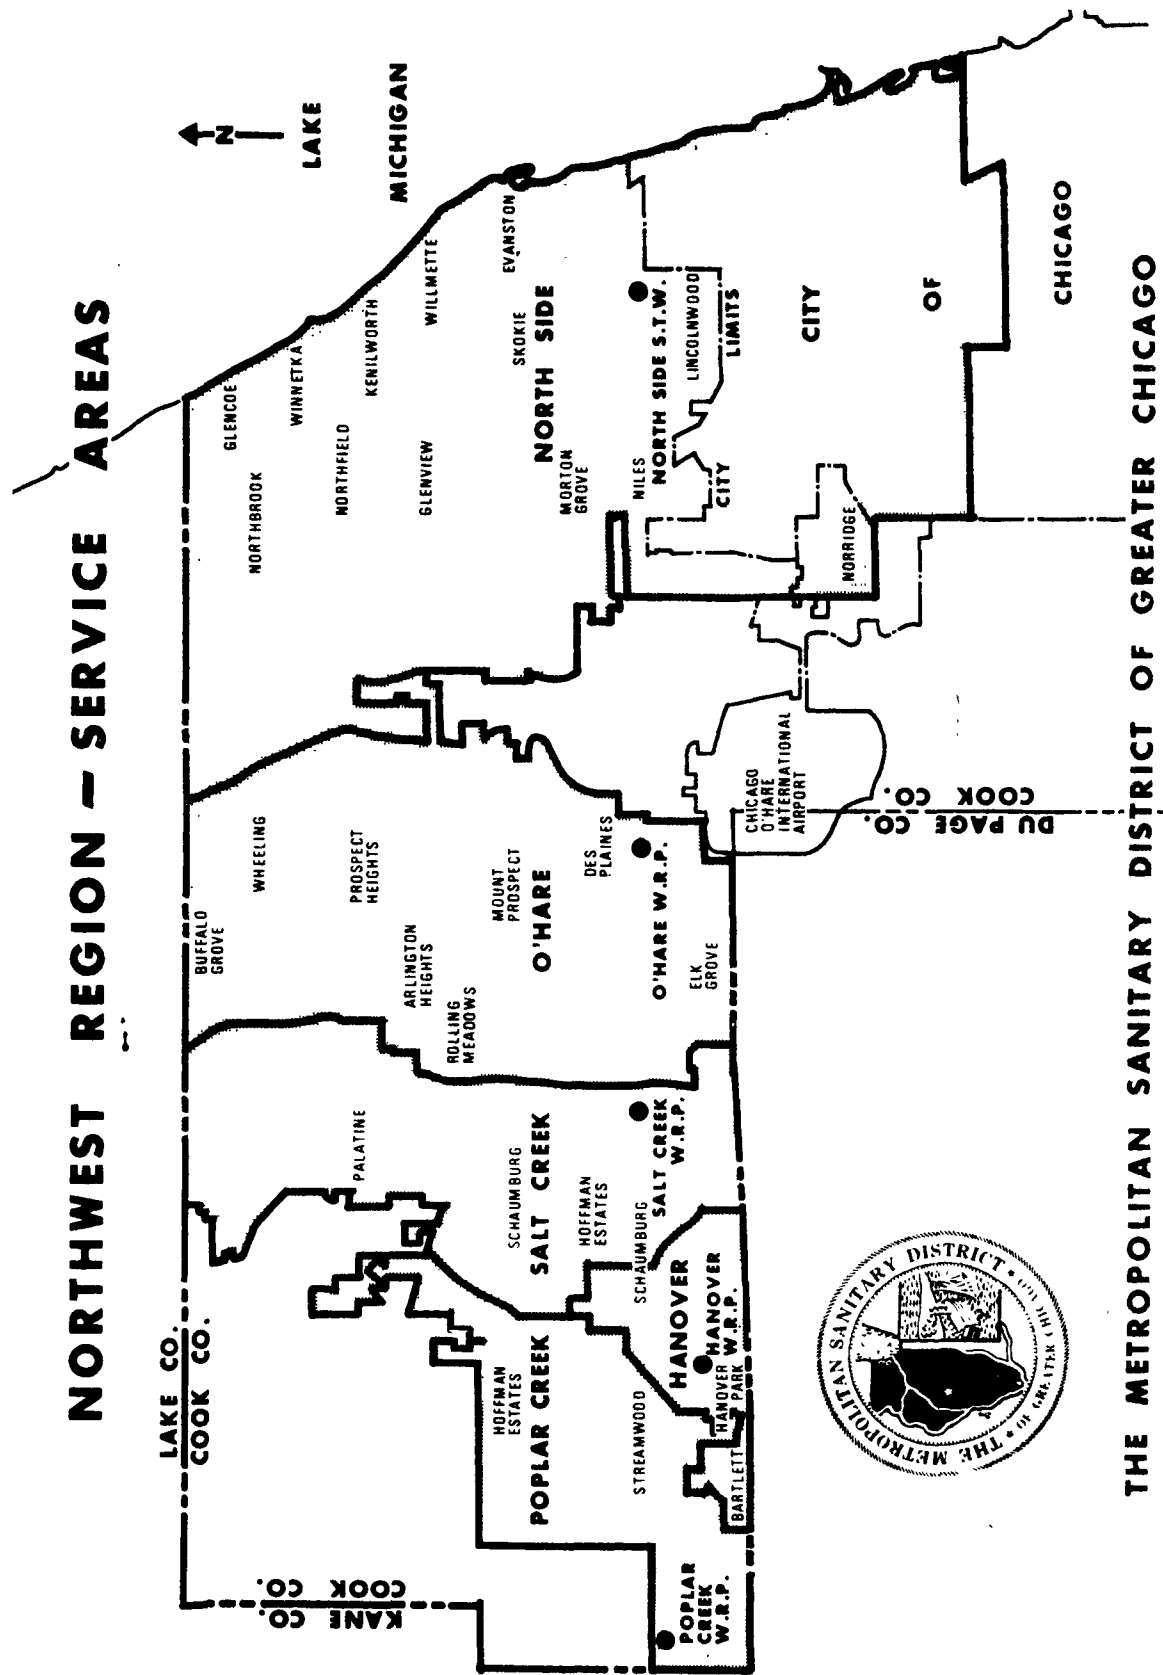 NORTHWEST REGION — SERVICE AREAS
N
LAKE
MICHIGAN
LAKE CO.
COOK CO.
KANE CO.
COOK CO.
BUFFALO
GROVE
WHEELING
NORTHBROOK
GLENCOE
WINNETKA
NORTHFIELD
KENILWORTH
PALATINE
PROSPECT
HEIGHTS
ARLINGTON
HEIGHTS
GLENVIEW
WILLMETTE
ROLLING
MEADOWS
HOFFMAN
ESTATES
SCHAUMBURG
MOUNT
PROSPECT
SKOKIE
EVANSTON
POPLAR CREEK
SALT CREEK
O'HARE
NORTH SIDE
MORTON
GROVE
HOFFMAN
ESTATES
DES
PLAINES
STREAMWOOD
SCHAUMBURG
NILES
SALT CREEK
W.R.P.
O'HARE W.R.P.
NORTH SIDE S.T.W.
POPLAR
CREEK
W.R.P.
HANOVER
HANOVER
W.R.P.
HANOVER
PARK
BARTLETT
ELK
GROVE
LINCOLNWOOD
CITY
LIMITS
CHICAGO
O'HARE
INTERNATIONAL
AIRPORT
NORRIDGE
CITY
OF
CHICAGO
DU PAGE CO.
COOK CO.
THE METROPOLITAN SANITARY DISTRICT • OF GREATER CHICAGO •
THE METROPOLITAN SANITARY DISTRICT OF GREATER CHICAGO